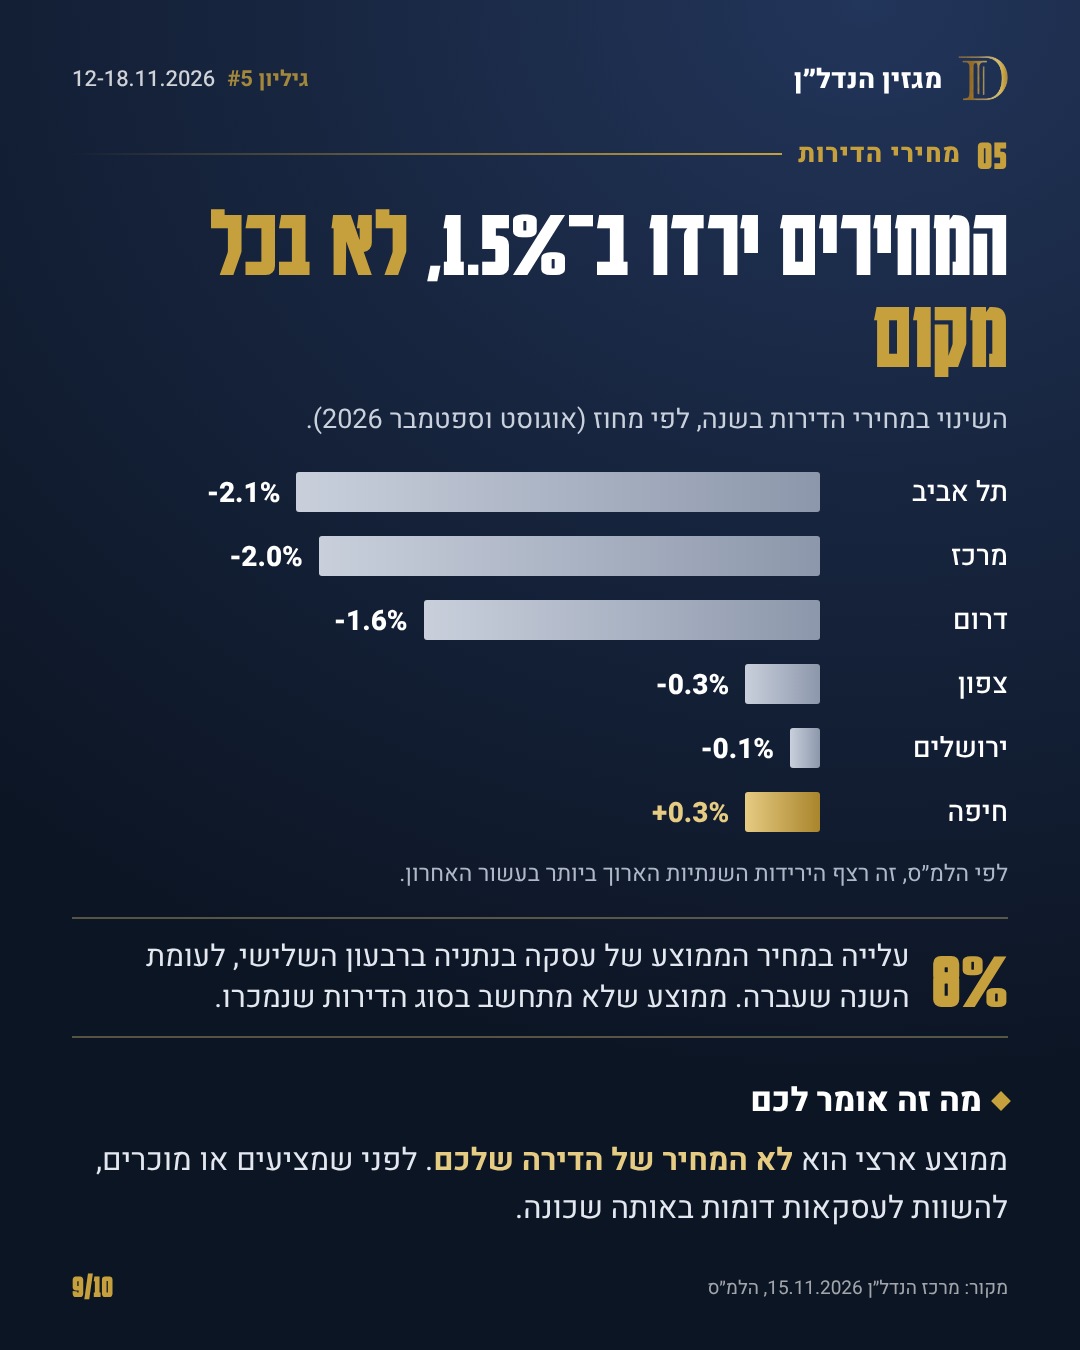 מגזין הנדל״ן
גיליון #5 12-18.11.2026
05 מחירי הדירות
המחירים ירדו ב־1.5%, לא בכל
מקום
השינוי במחירי הדירות בשנה, לפי מחוז (אוגוסט וספטמבר 2026).
תל אביב -2.1%
מרכז -2.0%
דרום -1.6%
צפון -0.3%
ירושלים -0.1%
חיפה +0.3%
לפי הלמ״ס, זה רצף הירידות השנתיות הארוך ביותר בעשור האחרון.
8%
עלייה במחיר הממוצע של עסקה בנתניה ברבעון השלישי, לעומת
השנה שעברה. ממוצע שלא מתחשב בסוג הדירות שנמכרו.
מה זה אומר לכם
ממוצע ארצי הוא לא המחיר של הדירה שלכם. לפני שמציעים או מוכרים,
להשוות לעסקאות דומות באותה שכונה.
מקור: מרכז הנדל״ן 15.11.2026, הלמ״ס
9/10